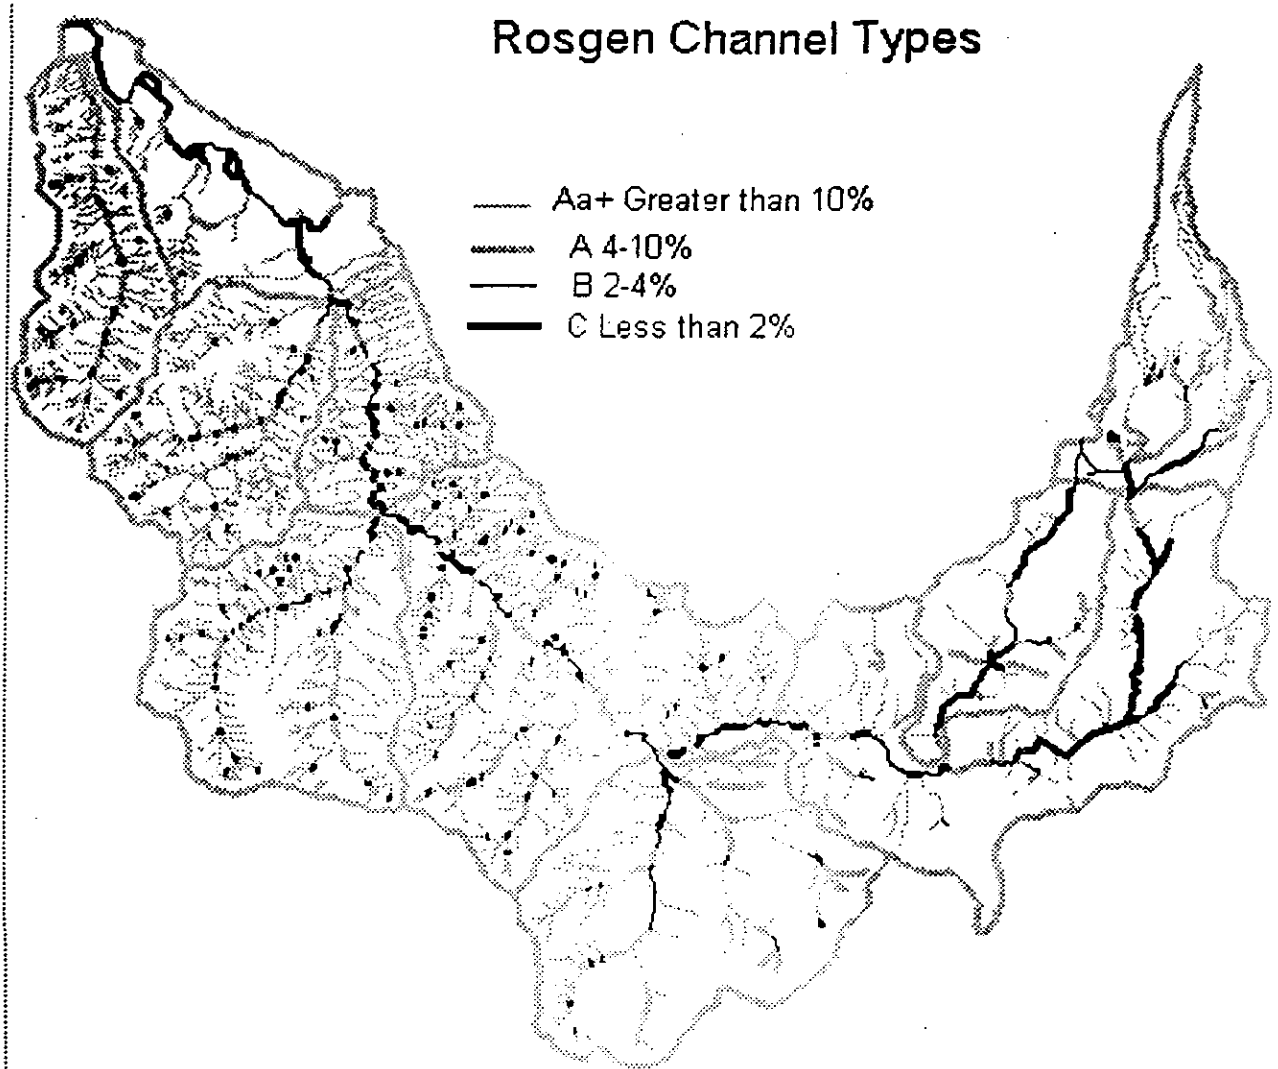 Rosgen Channel Types
Aa+ Greater than 10%
A 4-10%
B 2-4%
C Less than 2%